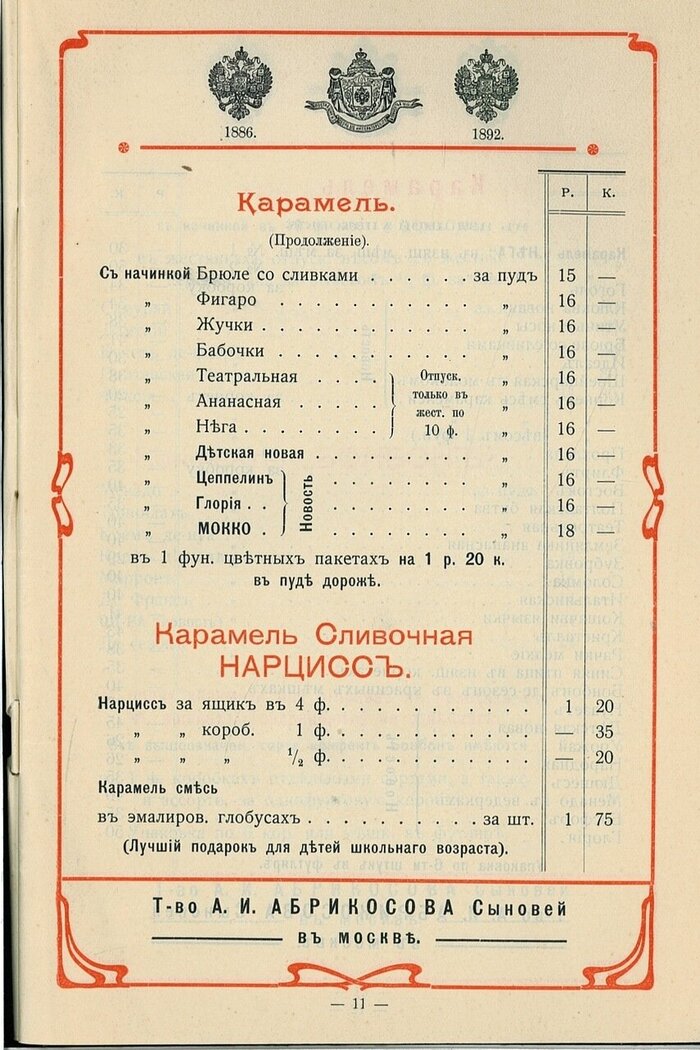 1886. 1892.
Р. К.
Карамель.
(Продолженіе).
Съ начинкой Брюле со сливками . . . . . . за пудъ 15 —
„ Фигаро . . . . . . . . . . „ 16 —
„ Жучки . . . . . . . . . . . „ 16 —
„ Бабочки . . . . . . . . . . . „ 16 —
„ Театральная . . . . Отпуск. „ 16 —
„ Ананасная . . . . . только въ жест. по „ 16 —
„ Нѣга . . . . . . . . 10 ф. „ 16 —
„ Дѣтская новая . . . . . . . . „ 16 —
„ Цеппелинъ „ 16 —
„ Глорія . . Новость „ 16 —
„ МОККО . „ 18 —
въ 1 фун. цвѣтныхъ пакетахъ на 1 р. 20 к.
въ пудѣ дороже.
Карамель Сливочная
НАРЦИССЪ.
Нарциссъ за ящикъ въ 4 ф. . . . . . . . . . . 1 20
„ „ короб. 1 ф. . . . . . . . . . . — 35
„ „ 1/2 ф. . . . . . . . . . . — 20
Карамель смѣсь
въ эмалиров. глобусахъ . . . . . . . . за шт. 1 75
(Лучшій подарокъ для дѣтей школьнаго возраста).
Т-во А. И. АБРИКОСОВА Сыновей
въ МОСКВѢ.
— 11 —